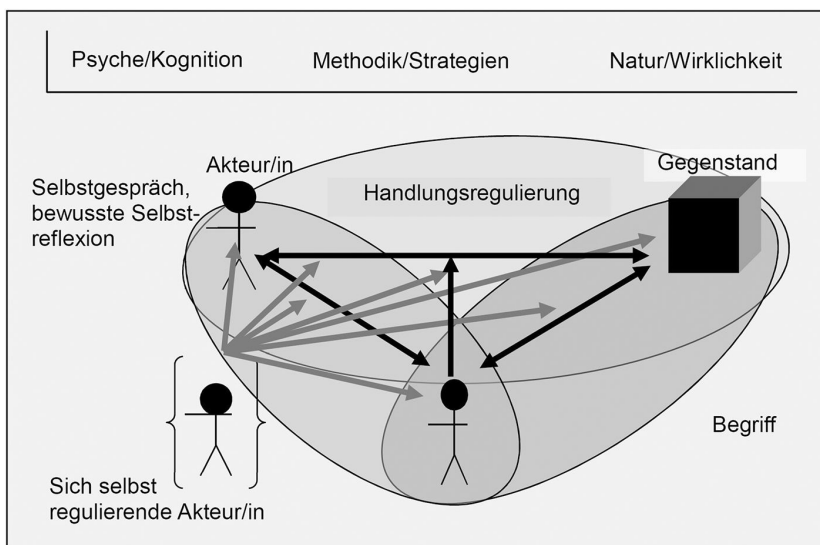 Psyche/Kognition
Methodik/Strategien
Natur/Wirklichkeit
Akteur/in
Gegenstand
Selbstgespräch,
bewusste Selbst-
reflexion
Handlungsregulierung
Begriff
Sich selbst
regulierende Akteur/in